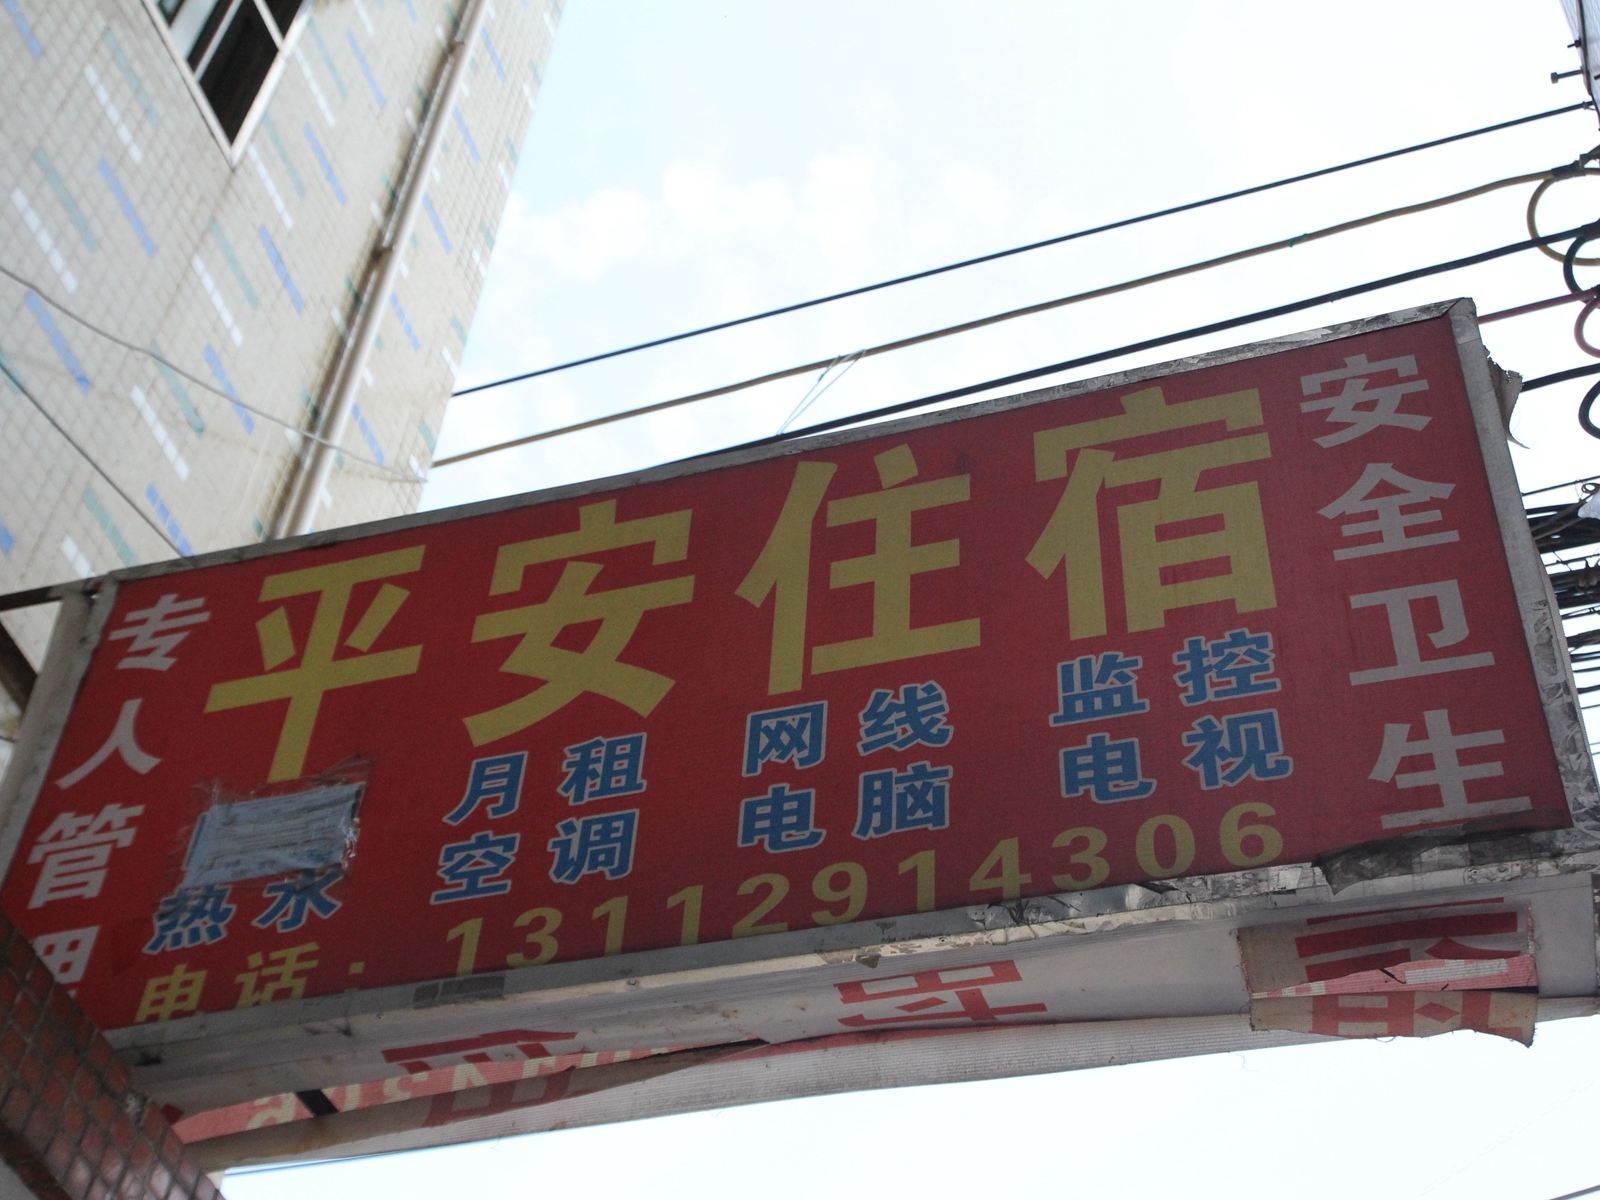 平安住宿
专人管理
安全卫生
月租 网线 监控
热水 空调 电脑 电视
电话: 13112914306